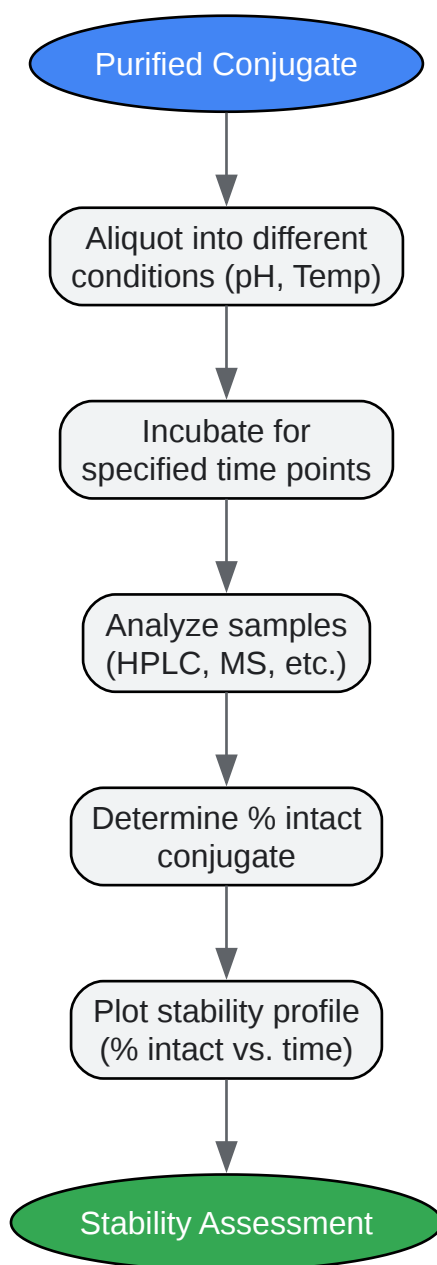 Purified Conjugate
Aliquot into different
conditions (pH, Temp)
Incubate for
specified time points
Analyze samples
(HPLC, MS, etc.)
Determine % intact
conjugate
Plot stability profile
(% intact vs. time)
Stability Assessment